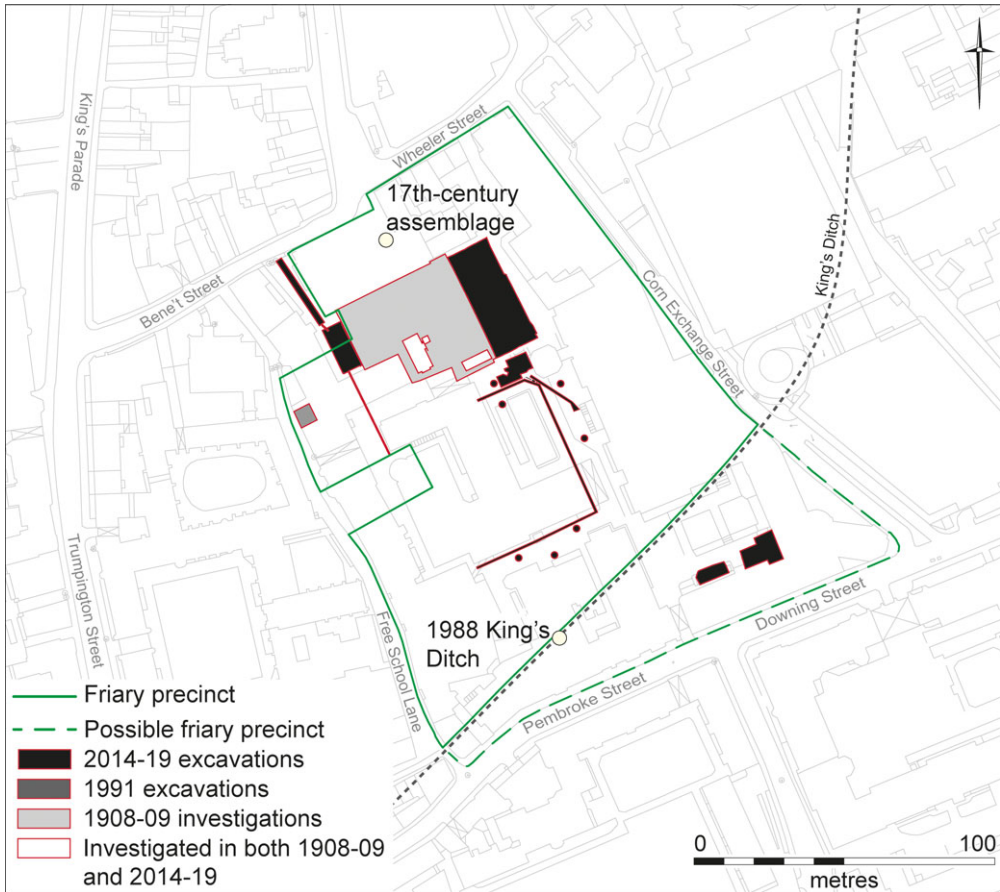 Wheeler Street
King's Parade
17th-century
assemblage
King's Ditch
Bene't Street
Corn Exchange Street
Trumpington Street
Free School Lane
1988 King's
Ditch
Downing Street
Pembroke Street
Friary precinct
Possible friary precinct
2014-19 excavations
1991 excavations
1908-09 investigations
Investigated in both 1908-09
and 2014-19
0 100
metres